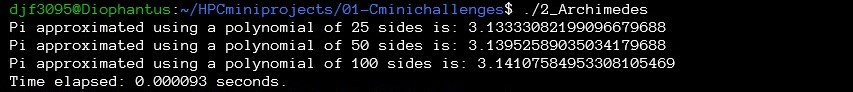 djf3095@Diophantus:~/HPCminiprojects/01-Cminichallenges$ ./2_Archimedes
Pi approximated using a polynomial of 25 sides is: 3.13333082199096679688
Pi approximated using a polynomial of 50 sides is: 3.13952589035034179688
Pi approximated using a polynomial of 100 sides is: 3.14107584953308105469
Time elapsed: 0.000093 seconds.